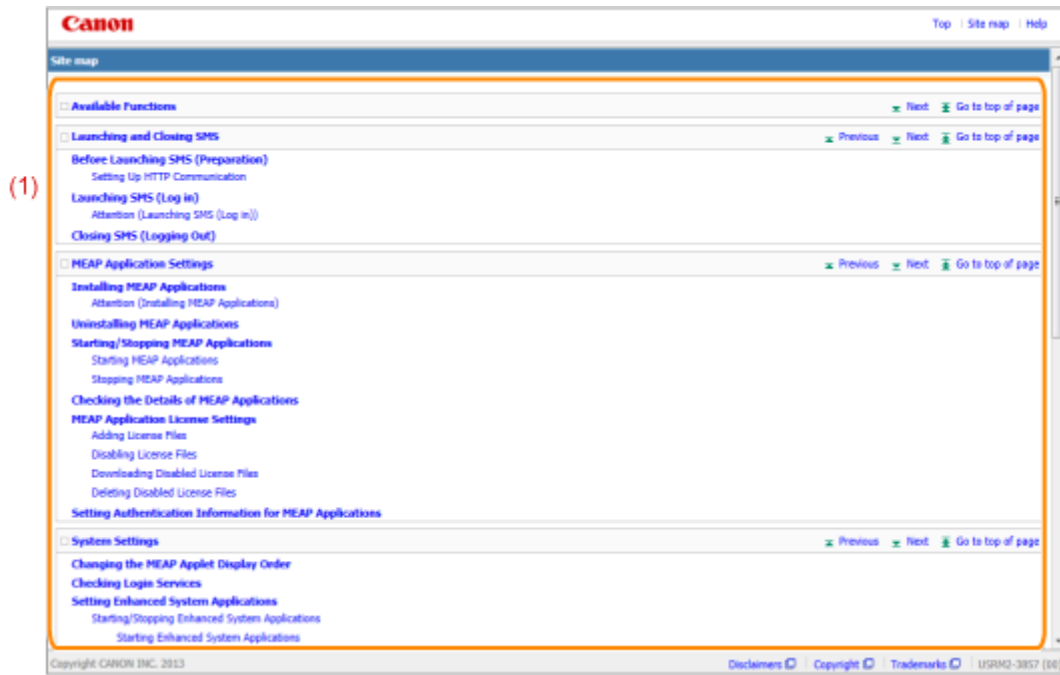 Canon
Top Site map Help
Site map
Available Functions Next Go to top of page
Launching and Closing SMS Previous Next Go to top of page
Before Launching SMS (Preparation)
Setting Up HTTP Communication
(1)
Launching SMS (Log in)
Attention (Launching SMS (Log in))
Closing SMS (Logging Out)
MEAP Application Settings Previous Next Go to top of page
Installing MEAP Applications
Attention (Installing MEAP Applications)
Uninstalling MEAP Applications
Starting/Stopping MEAP Applications
Starting MEAP Applications
Stopping MEAP Applications
Checking the Details of MEAP Applications
MEAP Application License Settings
Adding License Files
Disabling License Files
Downloading Disabled License Files
Deleting Disabled License Files
Setting Authentication Information for MEAP Applications
System Settings Previous Next Go to top of page
Changing the MEAP Applet Display Order
Checking Login Services
Setting Enhanced System Applications
Starting/Stopping Enhanced System Applications
Starting Enhanced System Applications
Copyright CANON INC. 2013 Disclaimers Copyright Trademarks USRM2-3857 (00